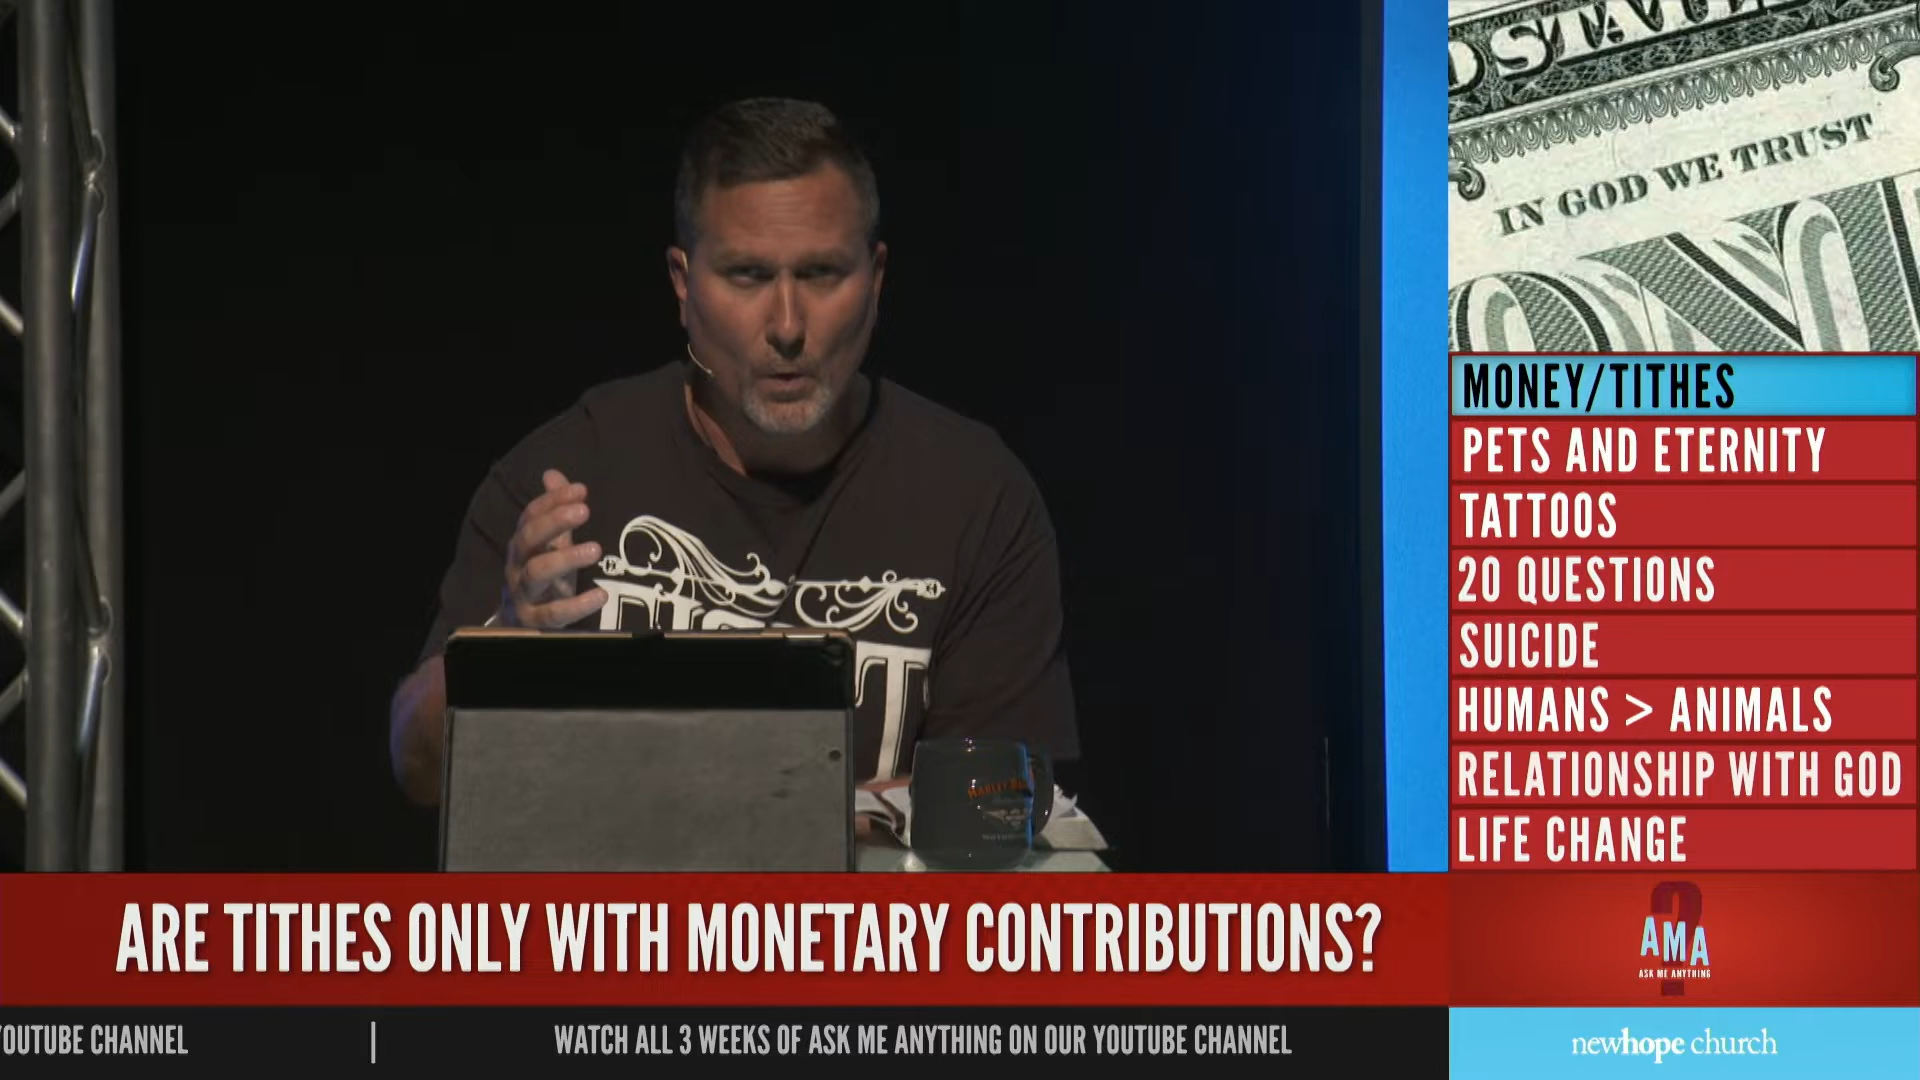 IN GOD WE TRUST
MONEY/TITHES
PETS AND ETERNITY
TATTOOS
20 QUESTIONS
SUICIDE
HUMANS > ANIMALS
RELATIONSHIP WITH GOD
LIFE CHANGE
ARE TITHES ONLY WITH MONETARY CONTRIBUTIONS?
AMA
ASK ME ANYTHING
YOUTUBE CHANNEL | WATCH ALL 3 WEEKS OF ASK ME ANYTHING ON OUR YOUTUBE CHANNEL
newhope church